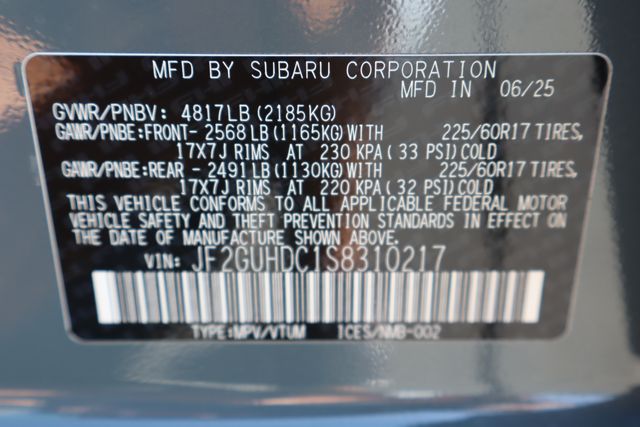 MFD BY SUBARU CORPORATION
MFD IN 06/25
GVWR/PNBV: 4817LB (2185KG)
GAWR/PNBE:FRONT- 2568 LB (1165KG) WITH 225/60R17 TIRES,
17X7J RIMS AT 230 KPA (33 PSI) COLD
GAWR/PNBE:REAR - 2491 LB (1130KG) WITH 225/60R17 TIRES,
17X7J RIMS AT 220 KPA (32 PSI) COLD
THIS VEHICLE CONFORMS TO ALL APPLICABLE FEDERAL MOTOR
VEHICLE SAFETY AND THEFT PREVENTION STANDARDS IN EFFECT ON
THE DATE OF MANUFACTURE SHOWN ABOVE.
VIN: JF2GUHDC1S8310217
TYPE:MPV/VTUM ICES/NMB-002